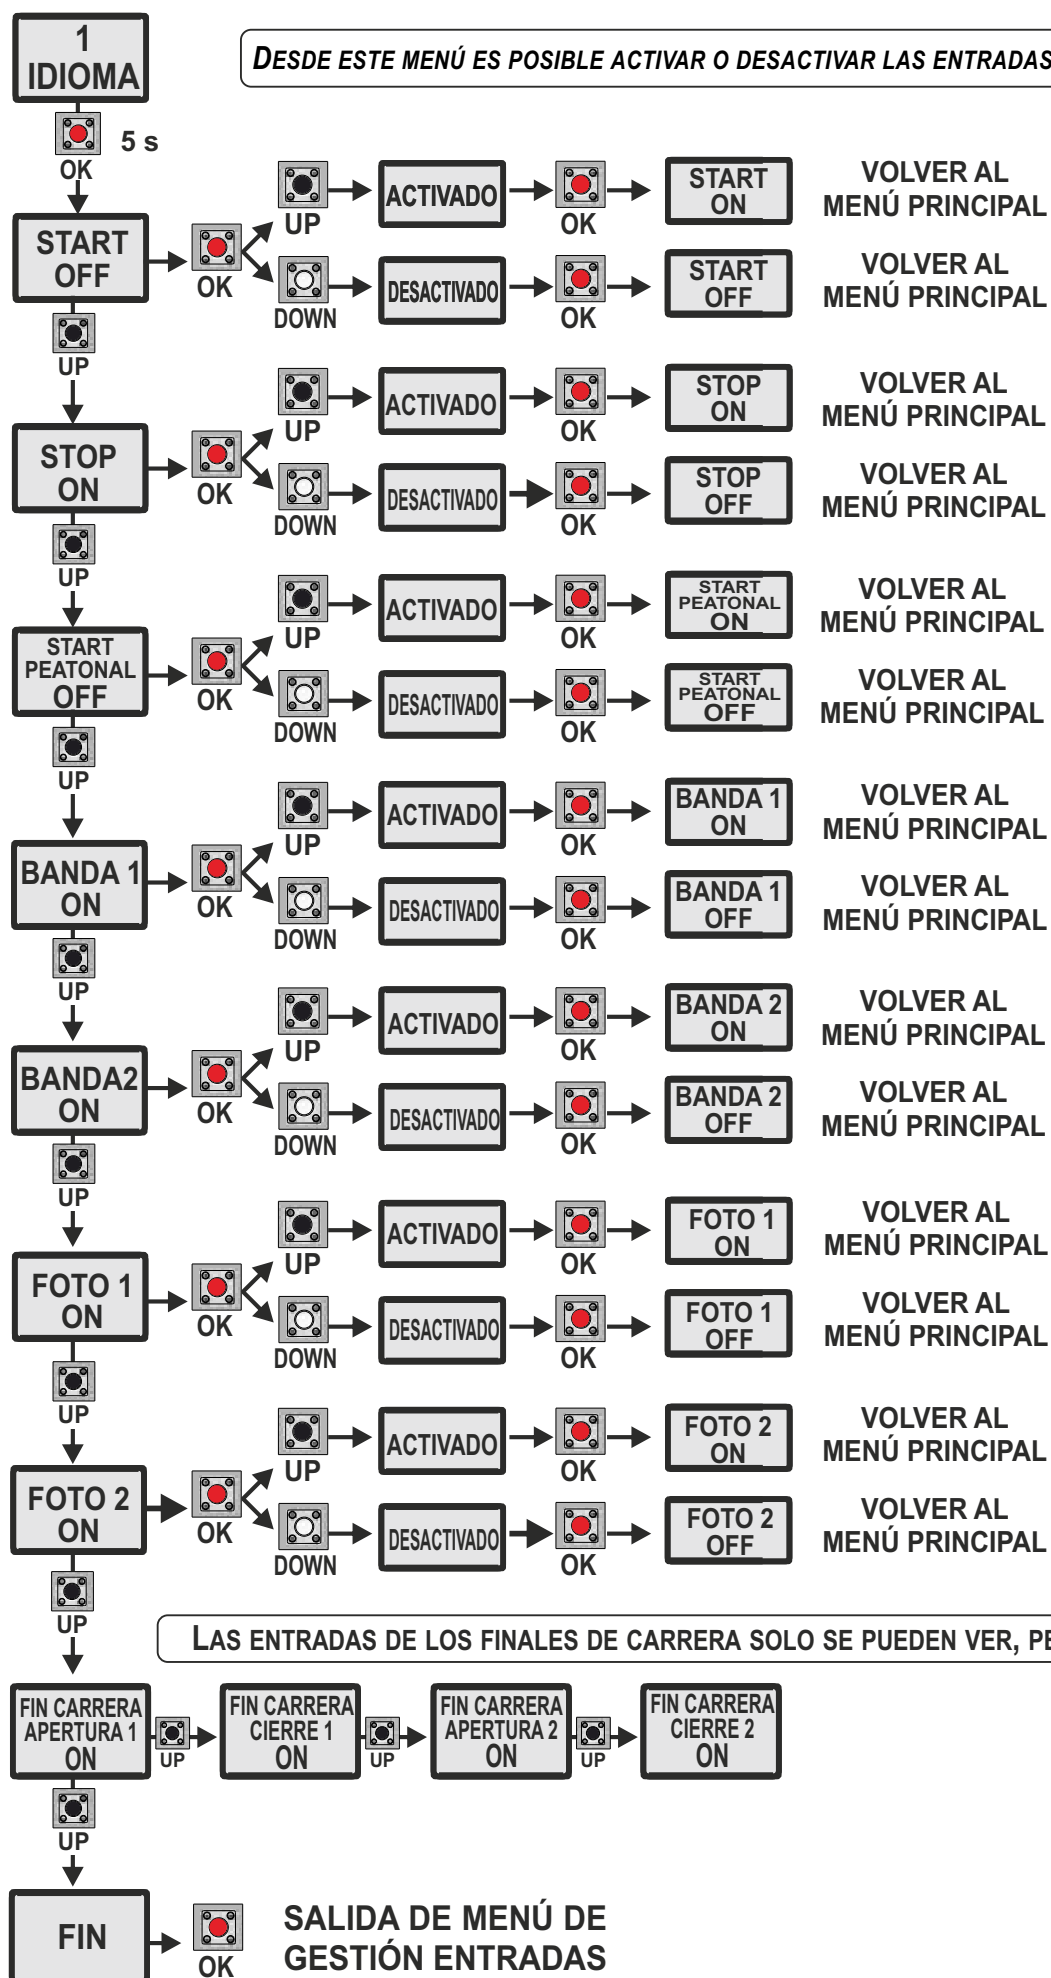 1
IDIOMA
DESDE ESTE MENÚ ES POSIBLE ACTIVAR O DESACTIVAR LAS ENTRADAS
5 s
OK
START
OFF
OK
UP
ACTIVADO
OK
START
ON
VOLVER AL
MENÚ PRINCIPAL
DOWN
DESACTIVADO
OK
START
OFF
VOLVER AL
MENÚ PRINCIPAL
UP
STOP
ON
OK
UP
ACTIVADO
OK
STOP
ON
VOLVER AL
MENÚ PRINCIPAL
DOWN
DESACTIVADO
OK
STOP
OFF
VOLVER AL
MENÚ PRINCIPAL
UP
START
PEATONAL
OFF
OK
UP
ACTIVADO
OK
START
PEATONAL
ON
VOLVER AL
MENÚ PRINCIPAL
DOWN
DESACTIVADO
OK
START
PEATONAL
OFF
VOLVER AL
MENÚ PRINCIPAL
UP
BANDA 1
ON
OK
UP
ACTIVADO
OK
BANDA 1
ON
VOLVER AL
MENÚ PRINCIPAL
DOWN
DESACTIVADO
OK
BANDA 1
OFF
VOLVER AL
MENÚ PRINCIPAL
UP
BANDA2
ON
OK
UP
ACTIVADO
OK
BANDA 2
ON
VOLVER AL
MENÚ PRINCIPAL
DOWN
DESACTIVADO
OK
BANDA 2
OFF
VOLVER AL
MENÚ PRINCIPAL
UP
FOTO 1
ON
OK
UP
ACTIVADO
OK
FOTO 1
ON
VOLVER AL
MENÚ PRINCIPAL
DOWN
DESACTIVADO
OK
FOTO 1
OFF
VOLVER AL
MENÚ PRINCIPAL
UP
FOTO 2
ON
OK
UP
ACTIVADO
OK
FOTO 2
ON
VOLVER AL
MENÚ PRINCIPAL
DOWN
DESACTIVADO
OK
FOTO 2
OFF
VOLVER AL
MENÚ PRINCIPAL
UP
LAS ENTRADAS DE LOS FINALES DE CARRERA SOLO SE PUEDEN VER,
FIN CARRERA
APERTURA 1
ON
UP
FIN CARRERA
CIERRE 1
ON
UP
FIN CARRERA
APERTURA 2
ON
UP
FIN CARRERA
CIERRE 2
ON
UP
FIN
OK
SALIDA DE MENÚ DE
GESTIÓN ENTRADAS